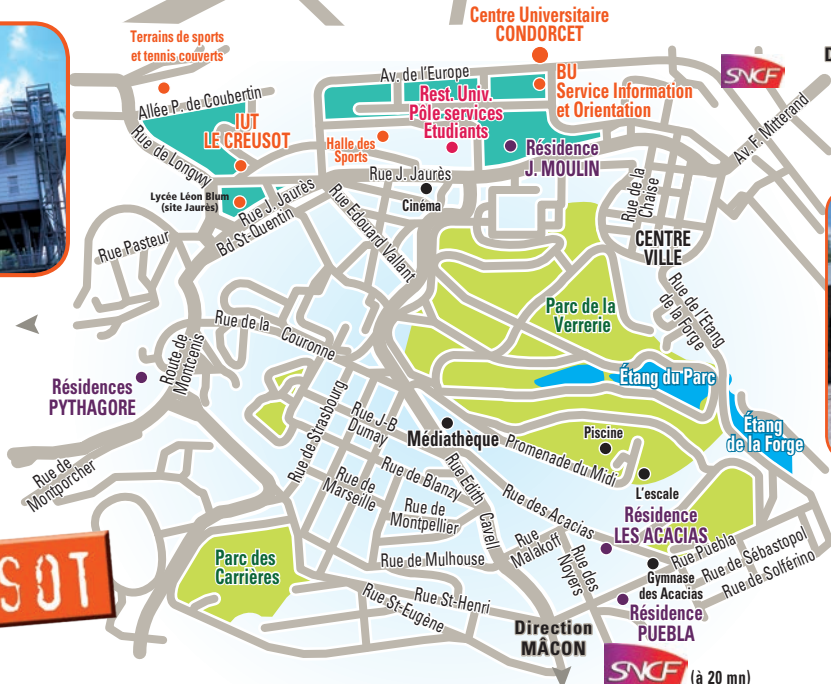 Centre Universitaire
CONDORCET
Terrains de sports
et tennis couverts
SNCF
D
Av. de l'Europe
BU
Service Information
et Orientation
Allée P. de Coubertin
Rest. Univ.
Pôle services
Etudiants
Av. F. Mitterand
IUT
LE CREUSOT
Rue de Longwy
Halle des
Sports
Résidence
J. MOULIN
Rue J. Jaurès
Cinéma
Rue de la
Chaise
Lycée Léon Blum
(site Jaurès)
Rue J. Jaurès
Bd St-Quentin
Rue Edouard Vallant
Rue Pasteur
CENTRE
VILLE
Rue de l'Etang
de la Forge
Parc de la
Verrerie
Rue de la Couronne
Route de
Montcenis
Résidences
PYTHAGORE
Étang du Parc
Étang
de la Forge
Rue de Strasbourg
Rue J-B
Dumay
Médiathèque
Piscine
Promenade du Midi
L'escale
Rue de
Montporcher
Rue de
Marseille
Rue de Blanzy
Rue Edith Cavell
Rue des Acacias
Résidence
LES ACACIAS
Rue de
Montpellier
Rue
Malakoff
Rue des
Noyers
Rue Puebla
Rue de Sébastopol
Rue de Solférino
Parc des
Carrières
Rue de Mulhouse
Gymnase
des Acacias
SOT
Rue St-Henri
Rue St-Eugène
Résidence
PUEBLA
Direction
MÂCON
SNCF
(à 20 mn)